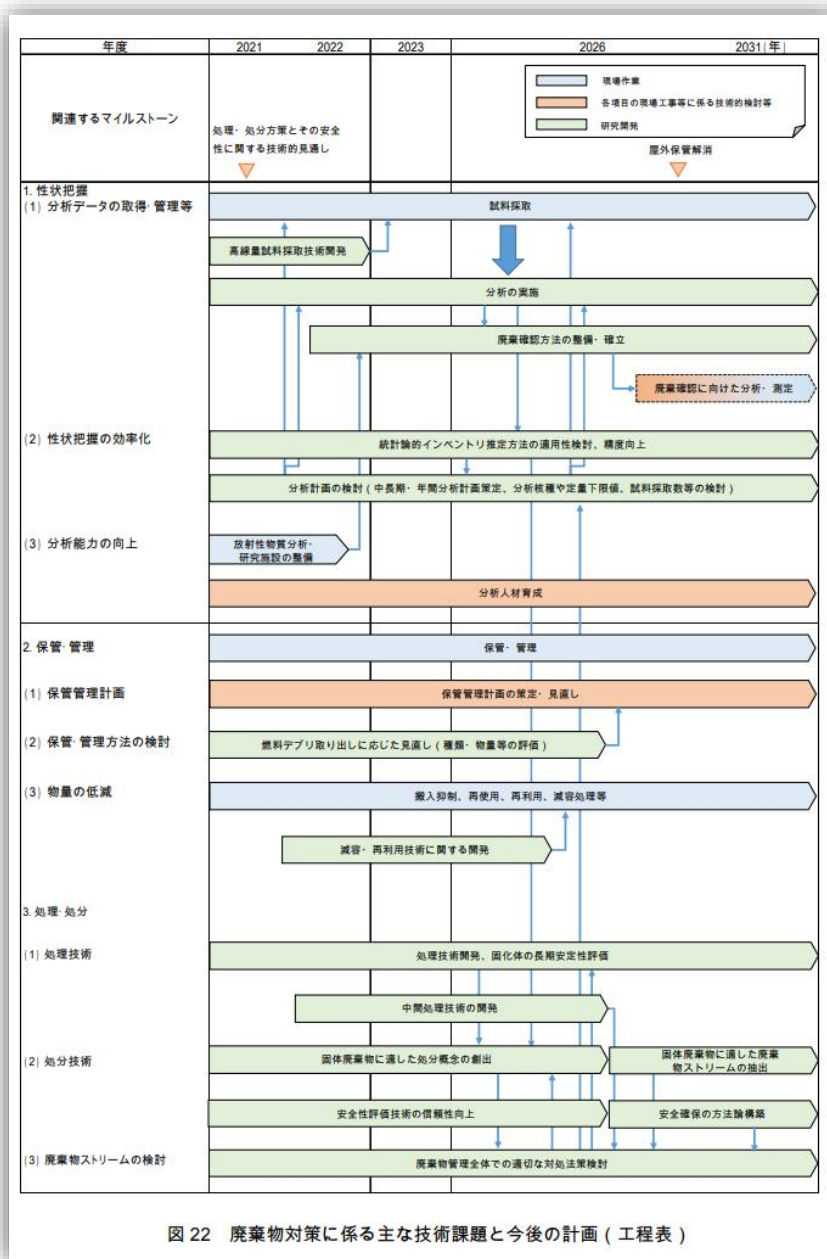 年度 2021 2022 2023 2026 2031(年)
関連するマイルストーン
現場作業
各項目の現場工事等に係る技術的検討等
研究開発
処理・処分方策とその安全
性に関する技術的見通し
屋外保管解消
1. 性状把握
(1) 分析データの取得・管理等
試料採取
高線量試料採取技術開発
分析の実施
廃棄確認方法の整備・確立
廃棄確認に向けた分析・測定
(2) 性状把握の効率化
統計論的インベントリ推定方法の適用性検討、精度向上
分析計画の検討(中長期・年間分析計画策定、分析核種や定量下限値、試料採取数等の検討)
(3) 分析能力の向上
放射性物質分析・
研究施設の整備
分析人材育成
2. 保管・管理
保管・管理
(1) 保管管理計画
保管管理計画の策定・見直し
(2) 保管・管理方法の検討
燃料デブリ取り出しに応じた見直し(種類・物量等の評価)
(3) 物量の低減
搬入抑制、再使用、再利用、減容処理等
減容・再利用技術に関する開発
3. 処理・処分
(1) 処理技術
処理技術開発、固化体の長期安定性評価
中間処理技術の開発
(2) 処分技術
固体廃棄物に適した処分概念の創出
固体廃棄物に適した廃棄
物ストリームの抽出
安全性評価技術の信頼性向上
安全確保の方法論構築
(3) 廃棄物ストリームの検討
廃棄物管理全体での適切な対処法策検討
図 22 廃棄物対策に係る主な技術課題と今後の計画(工程表)